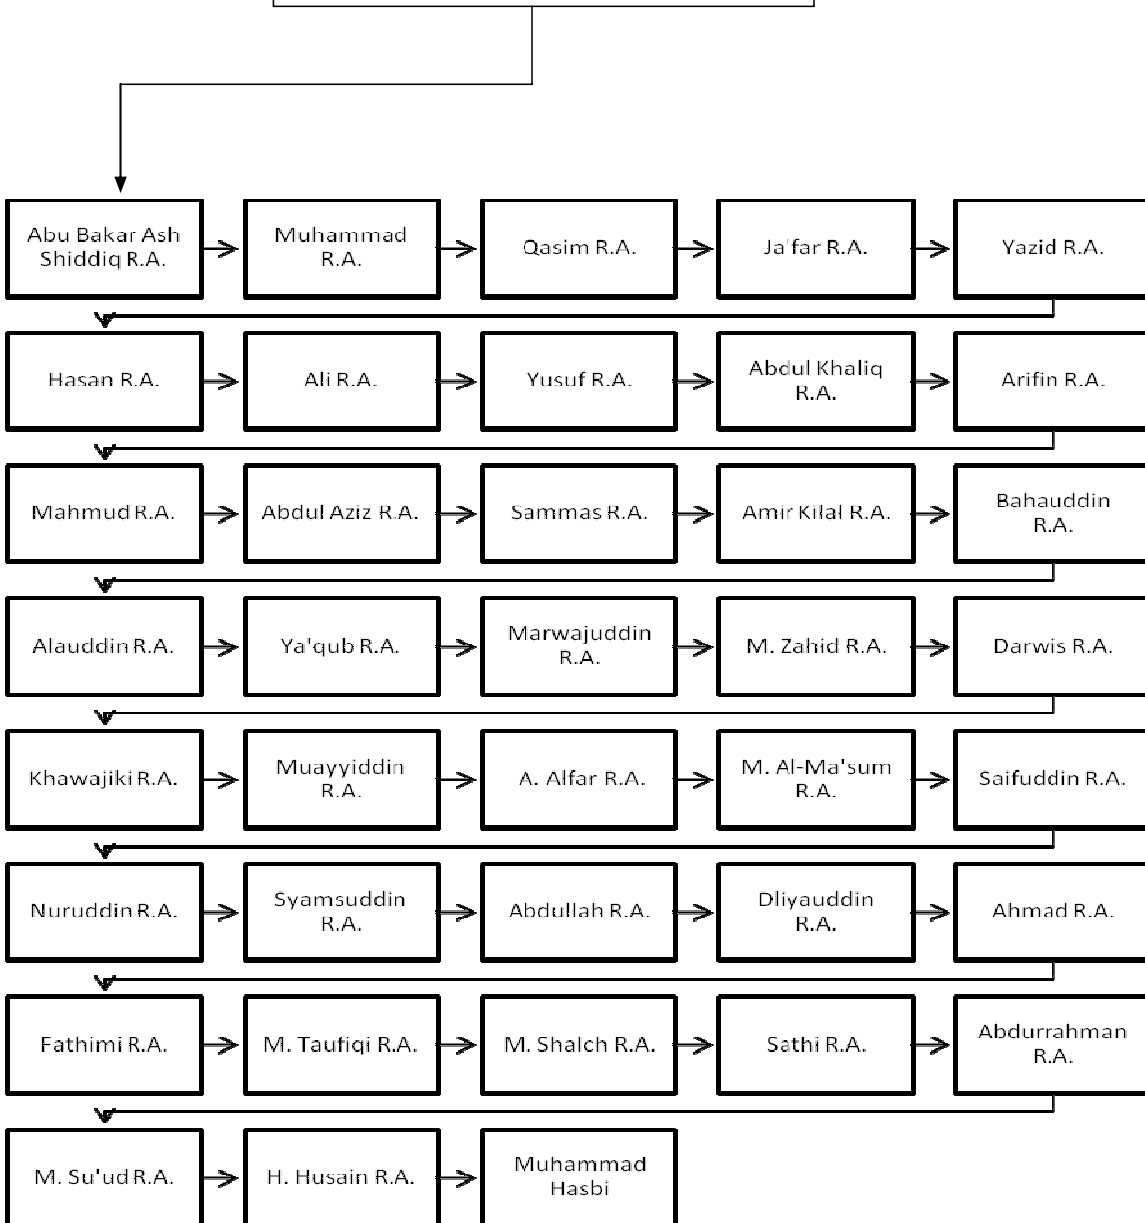 Abu Bakar Ash
Shiddiq R.A.
Muhammad
R.A.
Qasim R.A.
Ja'far R.A.
Yazid R.A.
Hasan R.A.
Ali R.A.
Yusuf R.A.
Abdul Khaliq
R.A.
Arifin R.A.
Mahmud R.A.
Abdul Aziz R.A.
Sammas R.A.
Amir Kilal R.A.
Bahauddin
R.A.
Alauddin R.A.
Ya'qub R.A.
Marwajuddin
R.A.
M. Zahid R.A.
Darwis R.A.
Khawajiki R.A.
Muayyiddin
R.A.
A. Alfar R.A.
M. Al-Ma'sum
R.A.
Saifuddin R.A.
Nuruddin R.A.
Syamsuddin
R.A.
Abdullah R.A.
Dliyauddin
R.A.
Ahmad R.A.
Fathimi R.A.
M. Taufiqi R.A.
M. Shalch R.A.
Sathi R.A.
Abdurrahman
R.A.
M. Su'ud R.A.
H. Husain R.A.
Muhammad
Hasbi